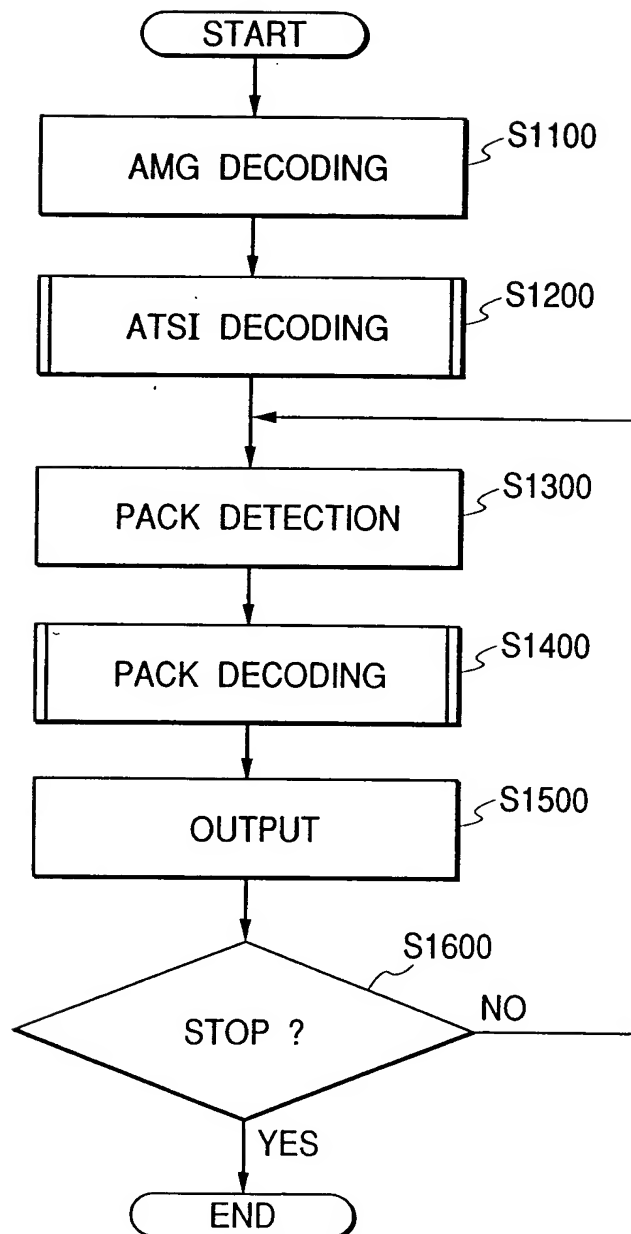 START
AMG DECODING
S1100
ATSI DECODING
S1200
PACK DETECTION
S1300
PACK DECODING
S1400
OUTPUT
S1500
STOP ?
S1600
NO
YES
END